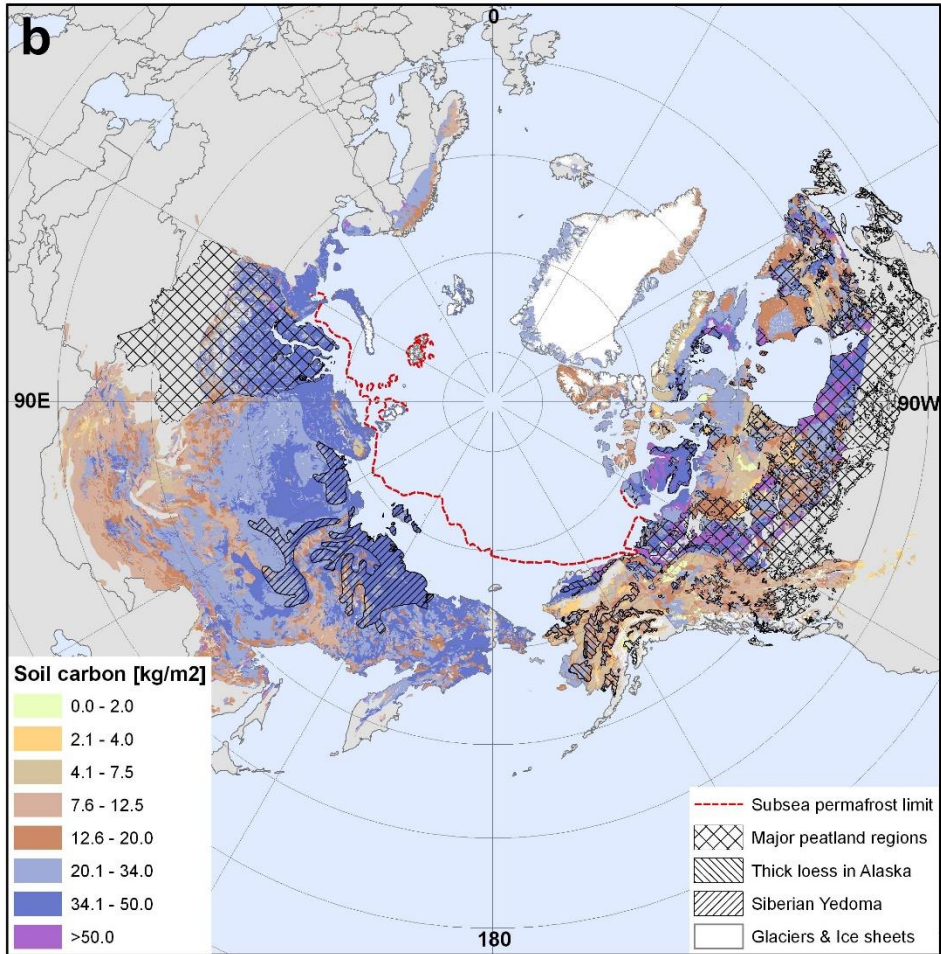 b
0
90E
90W
180
Soil carbon [kg/m2]
0.0 - 2.0
2.1 - 4.0
4.1 - 7.5
7.6 - 12.5
12.6 - 20.0
20.1 - 34.0
34.1 - 50.0
>50.0
Subsea permafrost limit
Major peatland regions
Thick loess in Alaska
Siberian Yedoma
Glaciers & Ice sheets